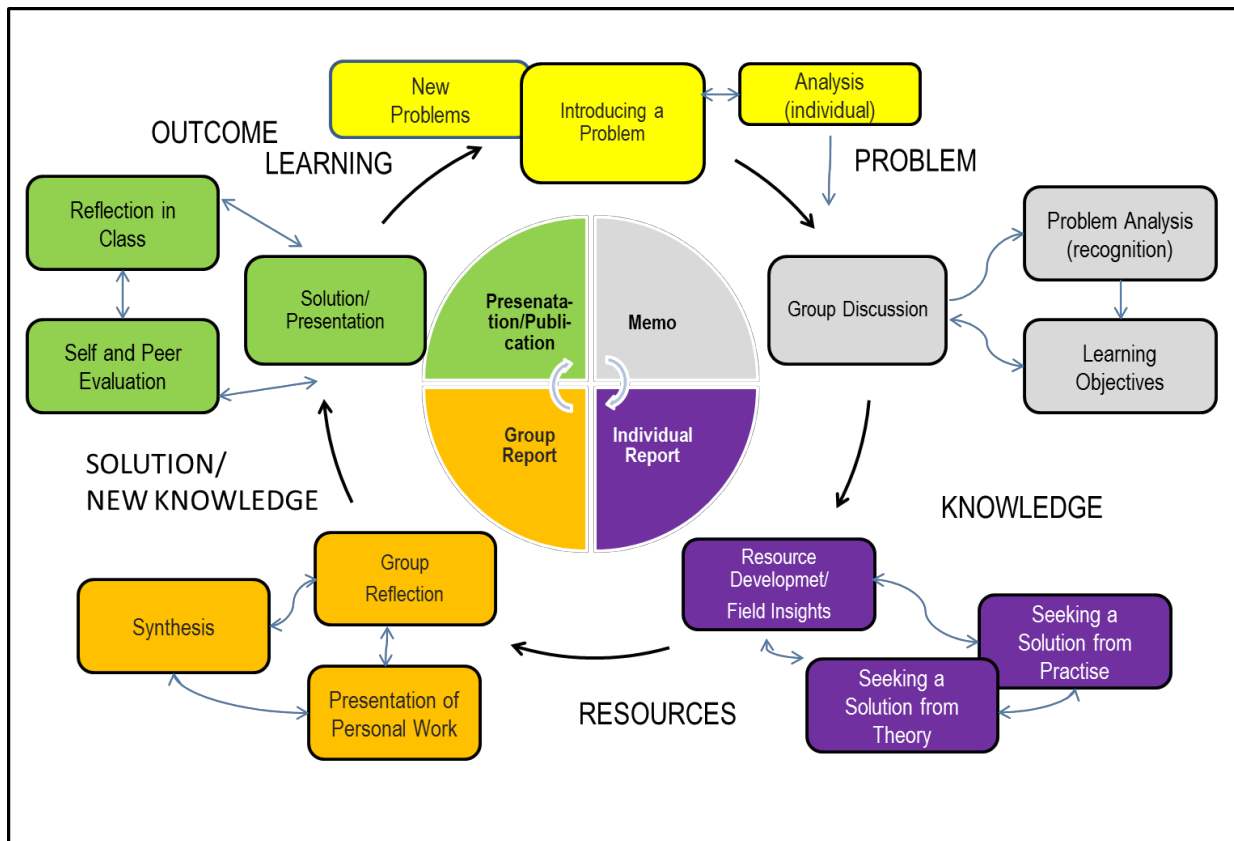 New
Problems
Introducing a
Problem
Analysis
(individual)
OUTCOME
LEARNING
PROBLEM
Reflection in
Class
Problem Analysis
(recognition)
Solution/
Presentation
Presenata-
tion/Publi-
cation
Memo
Group Discussion
Self and Peer
Evaluation
Learning
Objectives
Group
Report
Individual
Report
SOLUTION/
NEW KNOWLEDGE
KNOWLEDGE
Group
Reflection
Resource
Developmet/
Field Insights
Synthesis
Seeking a
Solution from
Practise
Presentation of
Personal Work
RESOURCES
Seeking a
Solution from
Theory